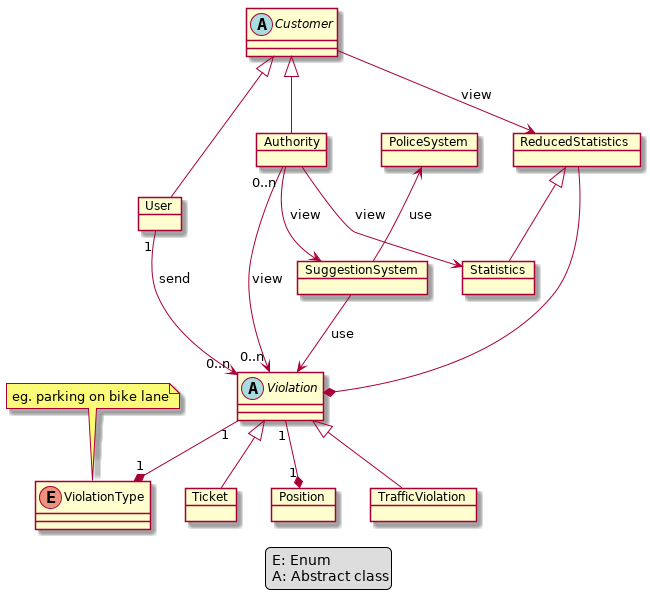 A Customer
view
Authority
PoliceSystem
ReducedStatistics
0..n
User
1
view
view
use
send
view
SuggestionSystem
Statistics
use
0..n
0..n
A Violation
eg. parking on bike lane
1
1
1
1
E ViolationType
Ticket
Position
TrafficViolation
E: Enum
A: Abstract class